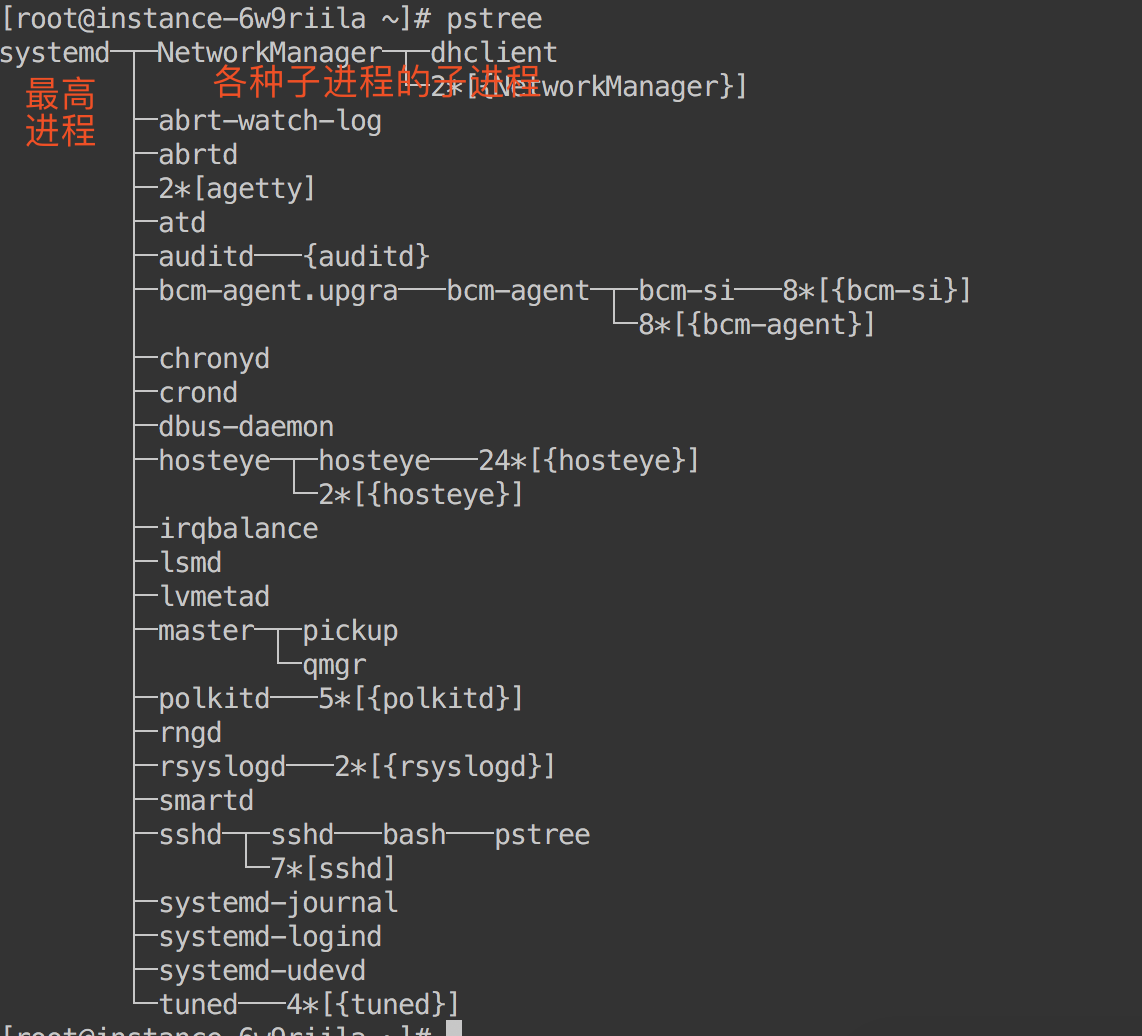 [root@instance-6w9riila ~]# pstree
systemd─┬─NetworkManager─┬─dhclient
最高
进程
各种子进程的子进程
└─2*[{NetworkManager}]
├─abrt-watch-log
├─abrtd
├─2*[agetty]
├─atd
├─auditd───{auditd}
├─bcm-agent.upgra───bcm-agent─┬─bcm-si───8*[{bcm-si}]
└─8*[{bcm-agent}]
├─chronyd
├─crond
├─dbus-daemon
├─hosteye─┬─hosteye───24*[{hosteye}]
└─2*[{hosteye}]
├─irqbalance
├─lsmd
├─lvmetad
├─master─┬─pickup
└─qmgr
├─polkitd───5*[{polkitd}]
├─rngd
├─rsyslogd───2*[{rsyslogd}]
├─smartd
├─sshd─┬─sshd───bash───pstree
└─7*[sshd]
├─systemd-journal
├─systemd-logind
├─systemd-udevd
└─tuned───4*[{tuned}]
[root@instance-6w9riila ~]#